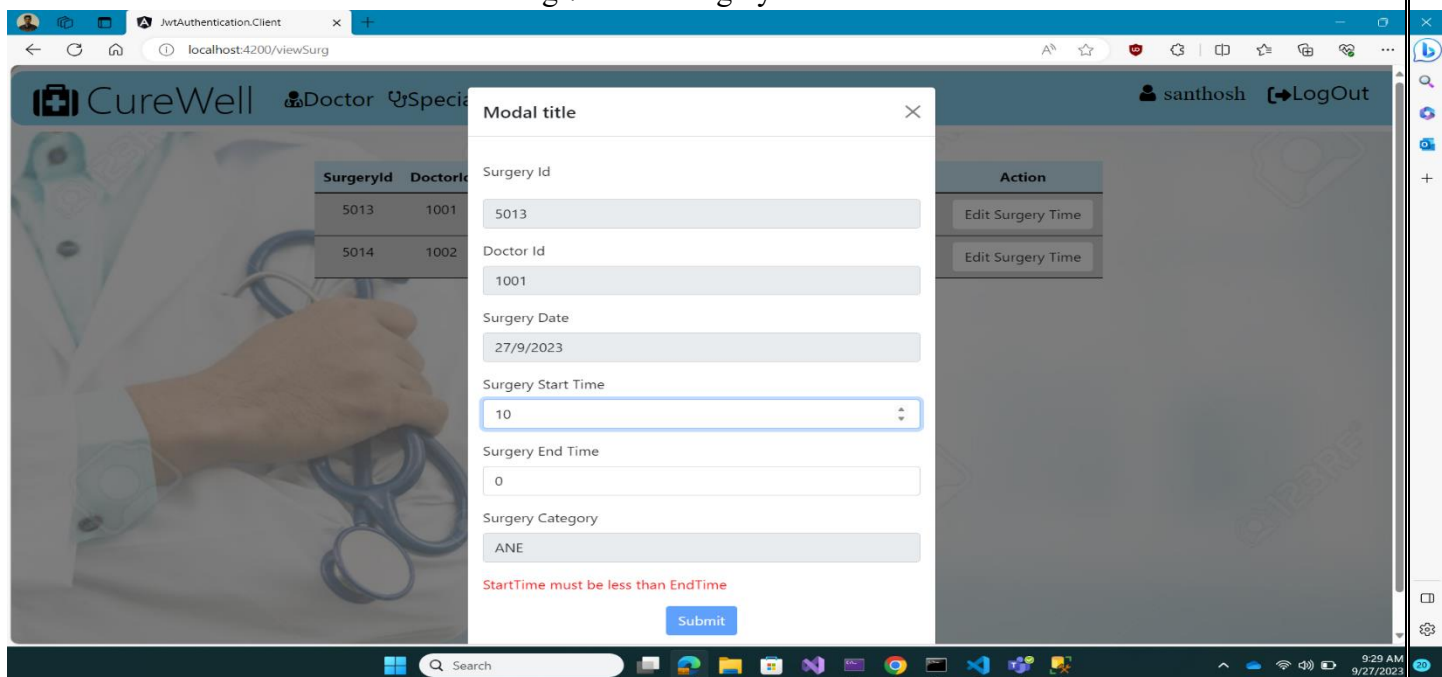 JwtAuthentication.Client
localhost:4200/viewSurg
CureWell Doctor Specia santhosh LogOut
Modal title
SurgeryId DoctorId Action
5013 1001 Edit Surgery Time
5014 1002 Edit Surgery Time
Surgery Id
5013
Doctor Id
1001
Surgery Date
27/9/2023
Surgery Start Time
10
Surgery End Time
0
Surgery Category
ANE
StartTime must be less than EndTime
Submit
Search
9:29 AM
9/27/2023
20